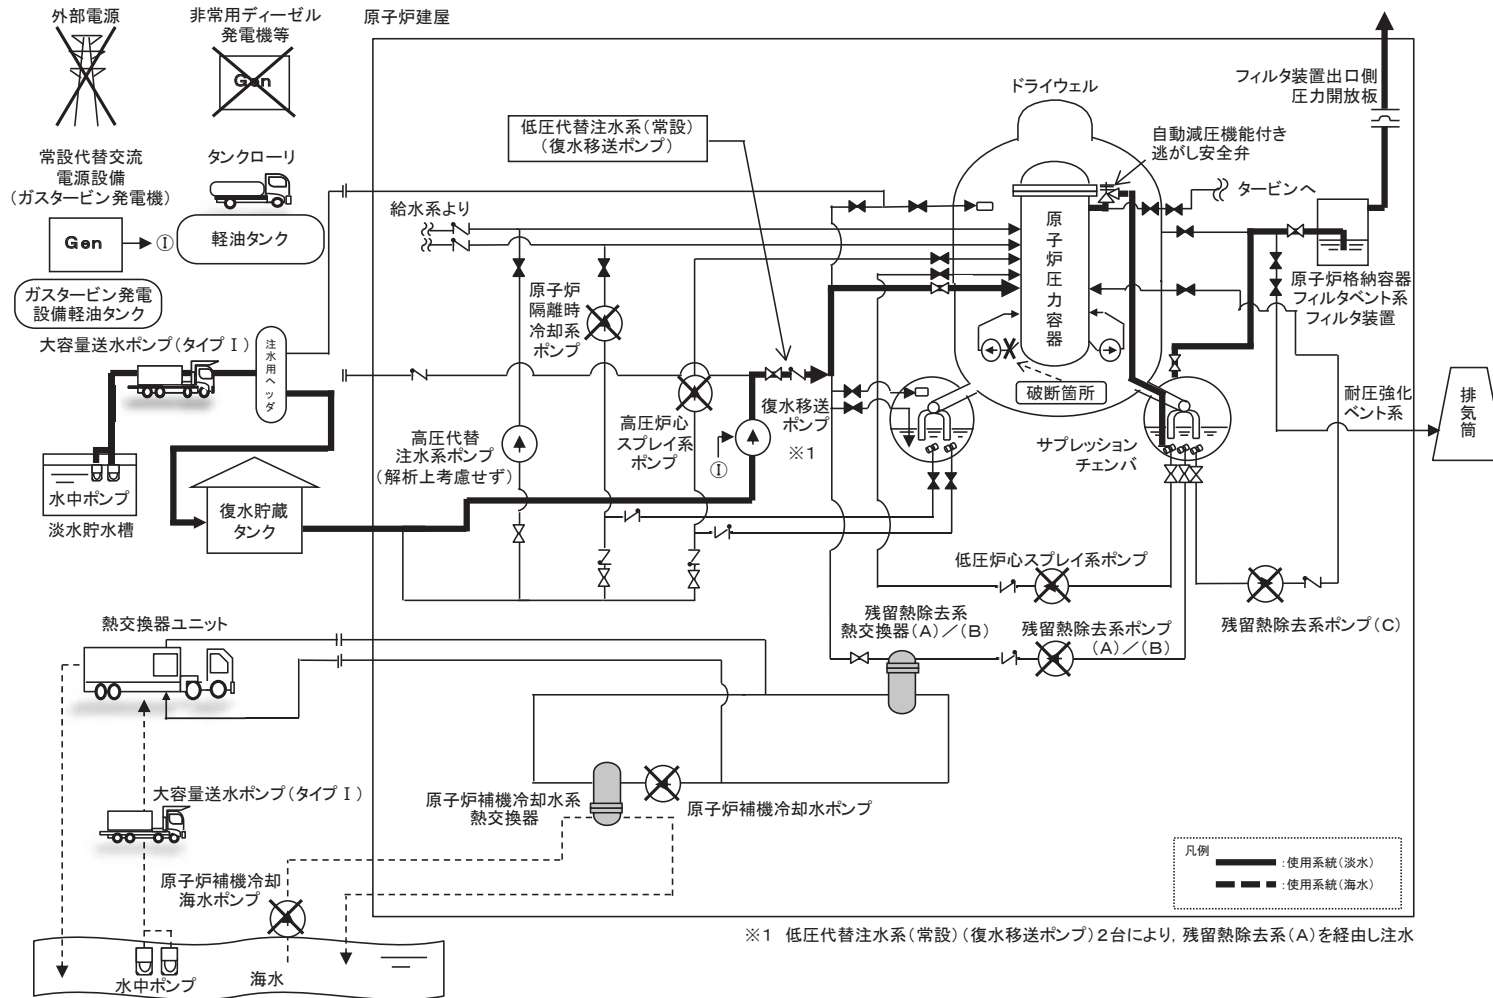 外部電源
非常用ディーゼル
発電機等
Gen
原子炉建屋
常設代替交流
電源設備
(ガスタービン発電機)
タンクローリ
Gen
Ⓘ
軽油タンク
ガスタービン発電
設備軽油タンク
大容量送水ポンプ(タイプⅠ)
注水用ヘッダ
水中ポンプ
淡水貯水槽
復水貯蔵
タンク
低圧代替注水系(常設)
(復水移送ポンプ)
給水系より
原子炉
隔離時
冷却系
ポンプ
高圧代替
注水系ポンプ
(解析上考慮せず)
高圧炉心
スプレイ系
ポンプ
復水移送
ポンプ
※1
Ⓘ
ドライウェル
自動減圧機能付き
逃がし安全弁
タービンへ
原子炉圧力容器
破断箇所
サプレッション
チェンバ
フィルタ装置出口側
圧力開放板
原子炉格納容器
フィルタベント系
フィルタ装置
耐圧強化
ベント系
排気筒
低圧炉心スプレイ系ポンプ
残留熱除去系
熱交換器(A)/(B)
残留熱除去系ポンプ
(A)/(B)
残留熱除去系ポンプ(C)
熱交換器ユニット
大容量送水ポンプ(タイプⅠ)
原子炉補機冷却水系
熱交換器
原子炉補機冷却水ポンプ
原子炉補機冷却
海水ポンプ
水中ポンプ
海水
凡例
:使用系統(淡水)
:使用系統(海水)
※1 低圧代替注水系(常設)(復水移送ポンプ)2台により,残留熱除去系(A)を経由し注水